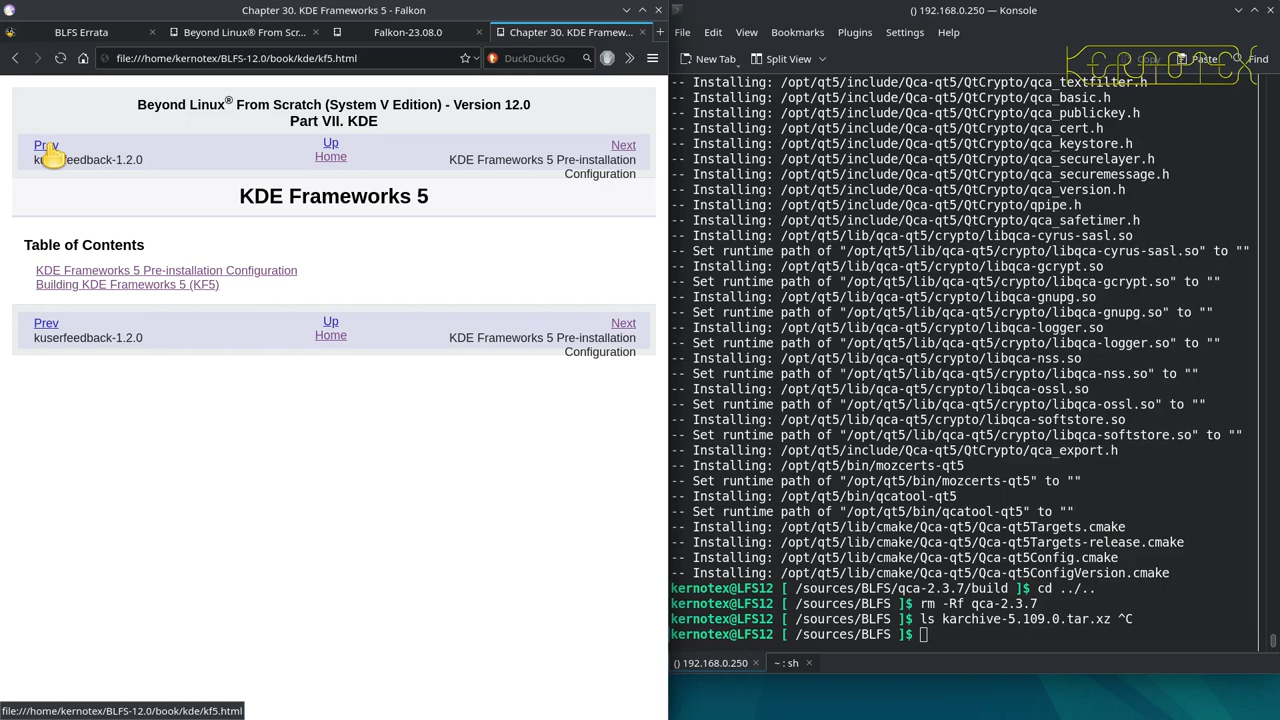 Chapter 30. KDE Frameworks 5 - Falkon
BLFS Errata
Beyond Linux® From Scr...
Falkon-23.08.0
Chapter 30. KDE Framew...
file:///home/kernotex/BLFS-12.0/book/kde/kf5.html
DuckDuckGo
Beyond Linux® From Scratch (System V Edition) - Version 12.0
Part VII. KDE
Prev
Up
Next
kuserfeedback-1.2.0
Home
KDE Frameworks 5 Pre-installation
Configuration
KDE Frameworks 5
Table of Contents
KDE Frameworks 5 Pre-installation Configuration
Building KDE Frameworks 5 (KF5)
Prev
Up
Next
kuserfeedback-1.2.0
Home
KDE Frameworks 5 Pre-installation
Configuration
file:///home/kernotex/BLFS-12.0/book/kde/kf5.html
() 192.168.0.250 — Konsole
File Edit View Bookmarks Plugins Settings Help
New Tab Split View Copy Paste Find
kernotex
-- Installing: /opt/qt5/include/Qca-qt5/QtCrypto/qca_textfilter.h
-- Installing: /opt/qt5/include/Qca-qt5/QtCrypto/qca_basic.h
-- Installing: /opt/qt5/include/Qca-qt5/QtCrypto/qca_publickey.h
-- Installing: /opt/qt5/include/Qca-qt5/QtCrypto/qca_cert.h
-- Installing: /opt/qt5/include/Qca-qt5/QtCrypto/qca_keystore.h
-- Installing: /opt/qt5/include/Qca-qt5/QtCrypto/qca_securelayer.h
-- Installing: /opt/qt5/include/Qca-qt5/QtCrypto/qca_securemessage.h
-- Installing: /opt/qt5/include/Qca-qt5/QtCrypto/qca_version.h
-- Installing: /opt/qt5/include/Qca-qt5/QtCrypto/qpipe.h
-- Installing: /opt/qt5/include/Qca-qt5/QtCrypto/qca_safetimer.h
-- Installing: /opt/qt5/lib/qca-qt5/crypto/libqca-cyrus-sasl.so
-- Set runtime path of "/opt/qt5/lib/qca-qt5/crypto/libqca-cyrus-sasl.so" to ""
-- Installing: /opt/qt5/lib/qca-qt5/crypto/libqca-gcrypt.so
-- Set runtime path of "/opt/qt5/lib/qca-qt5/crypto/libqca-gcrypt.so" to ""
-- Installing: /opt/qt5/lib/qca-qt5/crypto/libqca-gnupg.so
-- Set runtime path of "/opt/qt5/lib/qca-qt5/crypto/libqca-gnupg.so" to ""
-- Installing: /opt/qt5/lib/qca-qt5/crypto/libqca-logger.so
-- Set runtime path of "/opt/qt5/lib/qca-qt5/crypto/libqca-logger.so" to ""
-- Installing: /opt/qt5/lib/qca-qt5/crypto/libqca-nss.so
-- Set runtime path of "/opt/qt5/lib/qca-qt5/crypto/libqca-nss.so" to ""
-- Installing: /opt/qt5/lib/qca-qt5/crypto/libqca-ossl.so
-- Set runtime path of "/opt/qt5/lib/qca-qt5/crypto/libqca-ossl.so" to ""
-- Installing: /opt/qt5/lib/qca-qt5/crypto/libqca-softstore.so
-- Set runtime path of "/opt/qt5/lib/qca-qt5/crypto/libqca-softstore.so" to ""
-- Installing: /opt/qt5/include/Qca-qt5/QtCrypto/qca_export.h
-- Installing: /opt/qt5/bin/mozcerts-qt5
-- Set runtime path of "/opt/qt5/bin/mozcerts-qt5" to ""
-- Installing: /opt/qt5/bin/qcatool-qt5
-- Set runtime path of "/opt/qt5/bin/qcatool-qt5" to ""
-- Installing: /opt/qt5/lib/cmake/Qca-qt5/Qca-qt5Targets.cmake
-- Installing: /opt/qt5/lib/cmake/Qca-qt5/Qca-qt5Targets-release.cmake
-- Installing: /opt/qt5/lib/cmake/Qca-qt5/Qca-qt5Config.cmake
-- Installing: /opt/qt5/lib/cmake/Qca-qt5/Qca-qt5ConfigVersion.cmake
kernotex@LFS12 [ /sources/BLFS/qca-2.3.7/build ]$ cd ../..
kernotex@LFS12 [ /sources/BLFS ]$ rm -Rf qca-2.3.7
kernotex@LFS12 [ /sources/BLFS ]$ ls karchive-5.109.0.tar.xz ^C
kernotex@LFS12 [ /sources/BLFS ]$
() 192.168.0.250
~ : sh